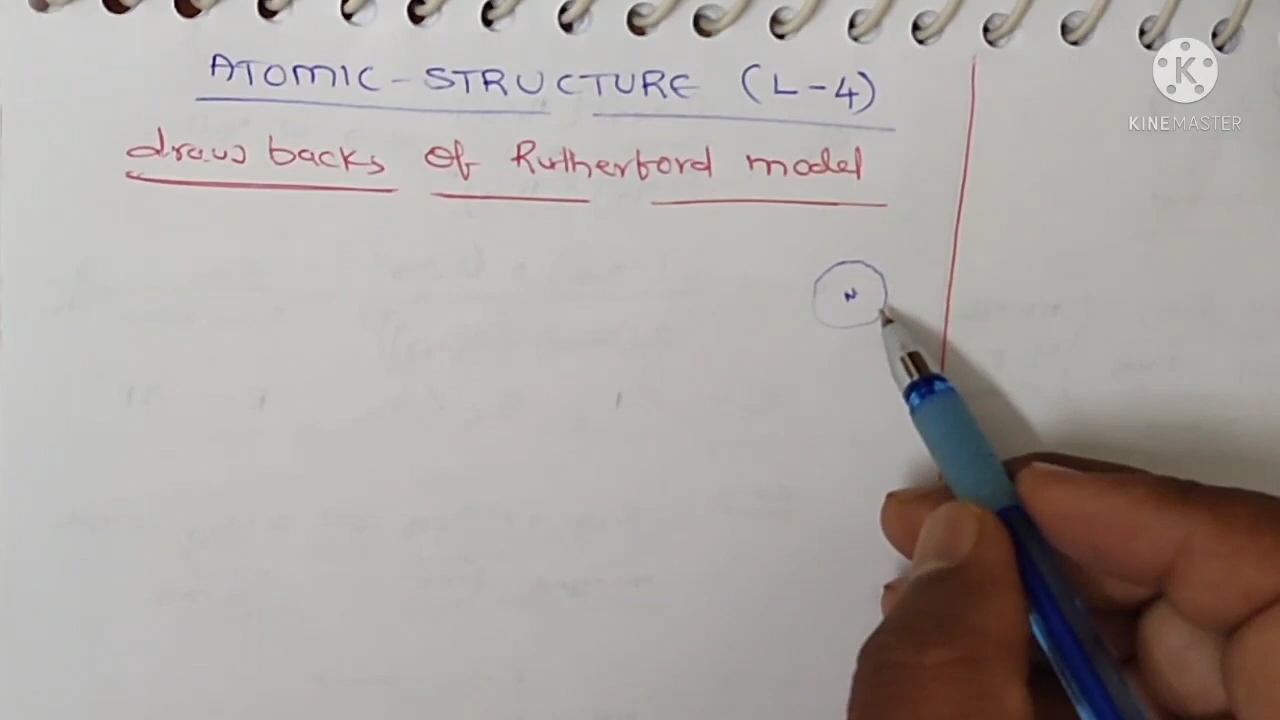 ATOMIC-STRUCTURE (L-4)
draw backs of Rutherford model
N
K
KINEMASTER